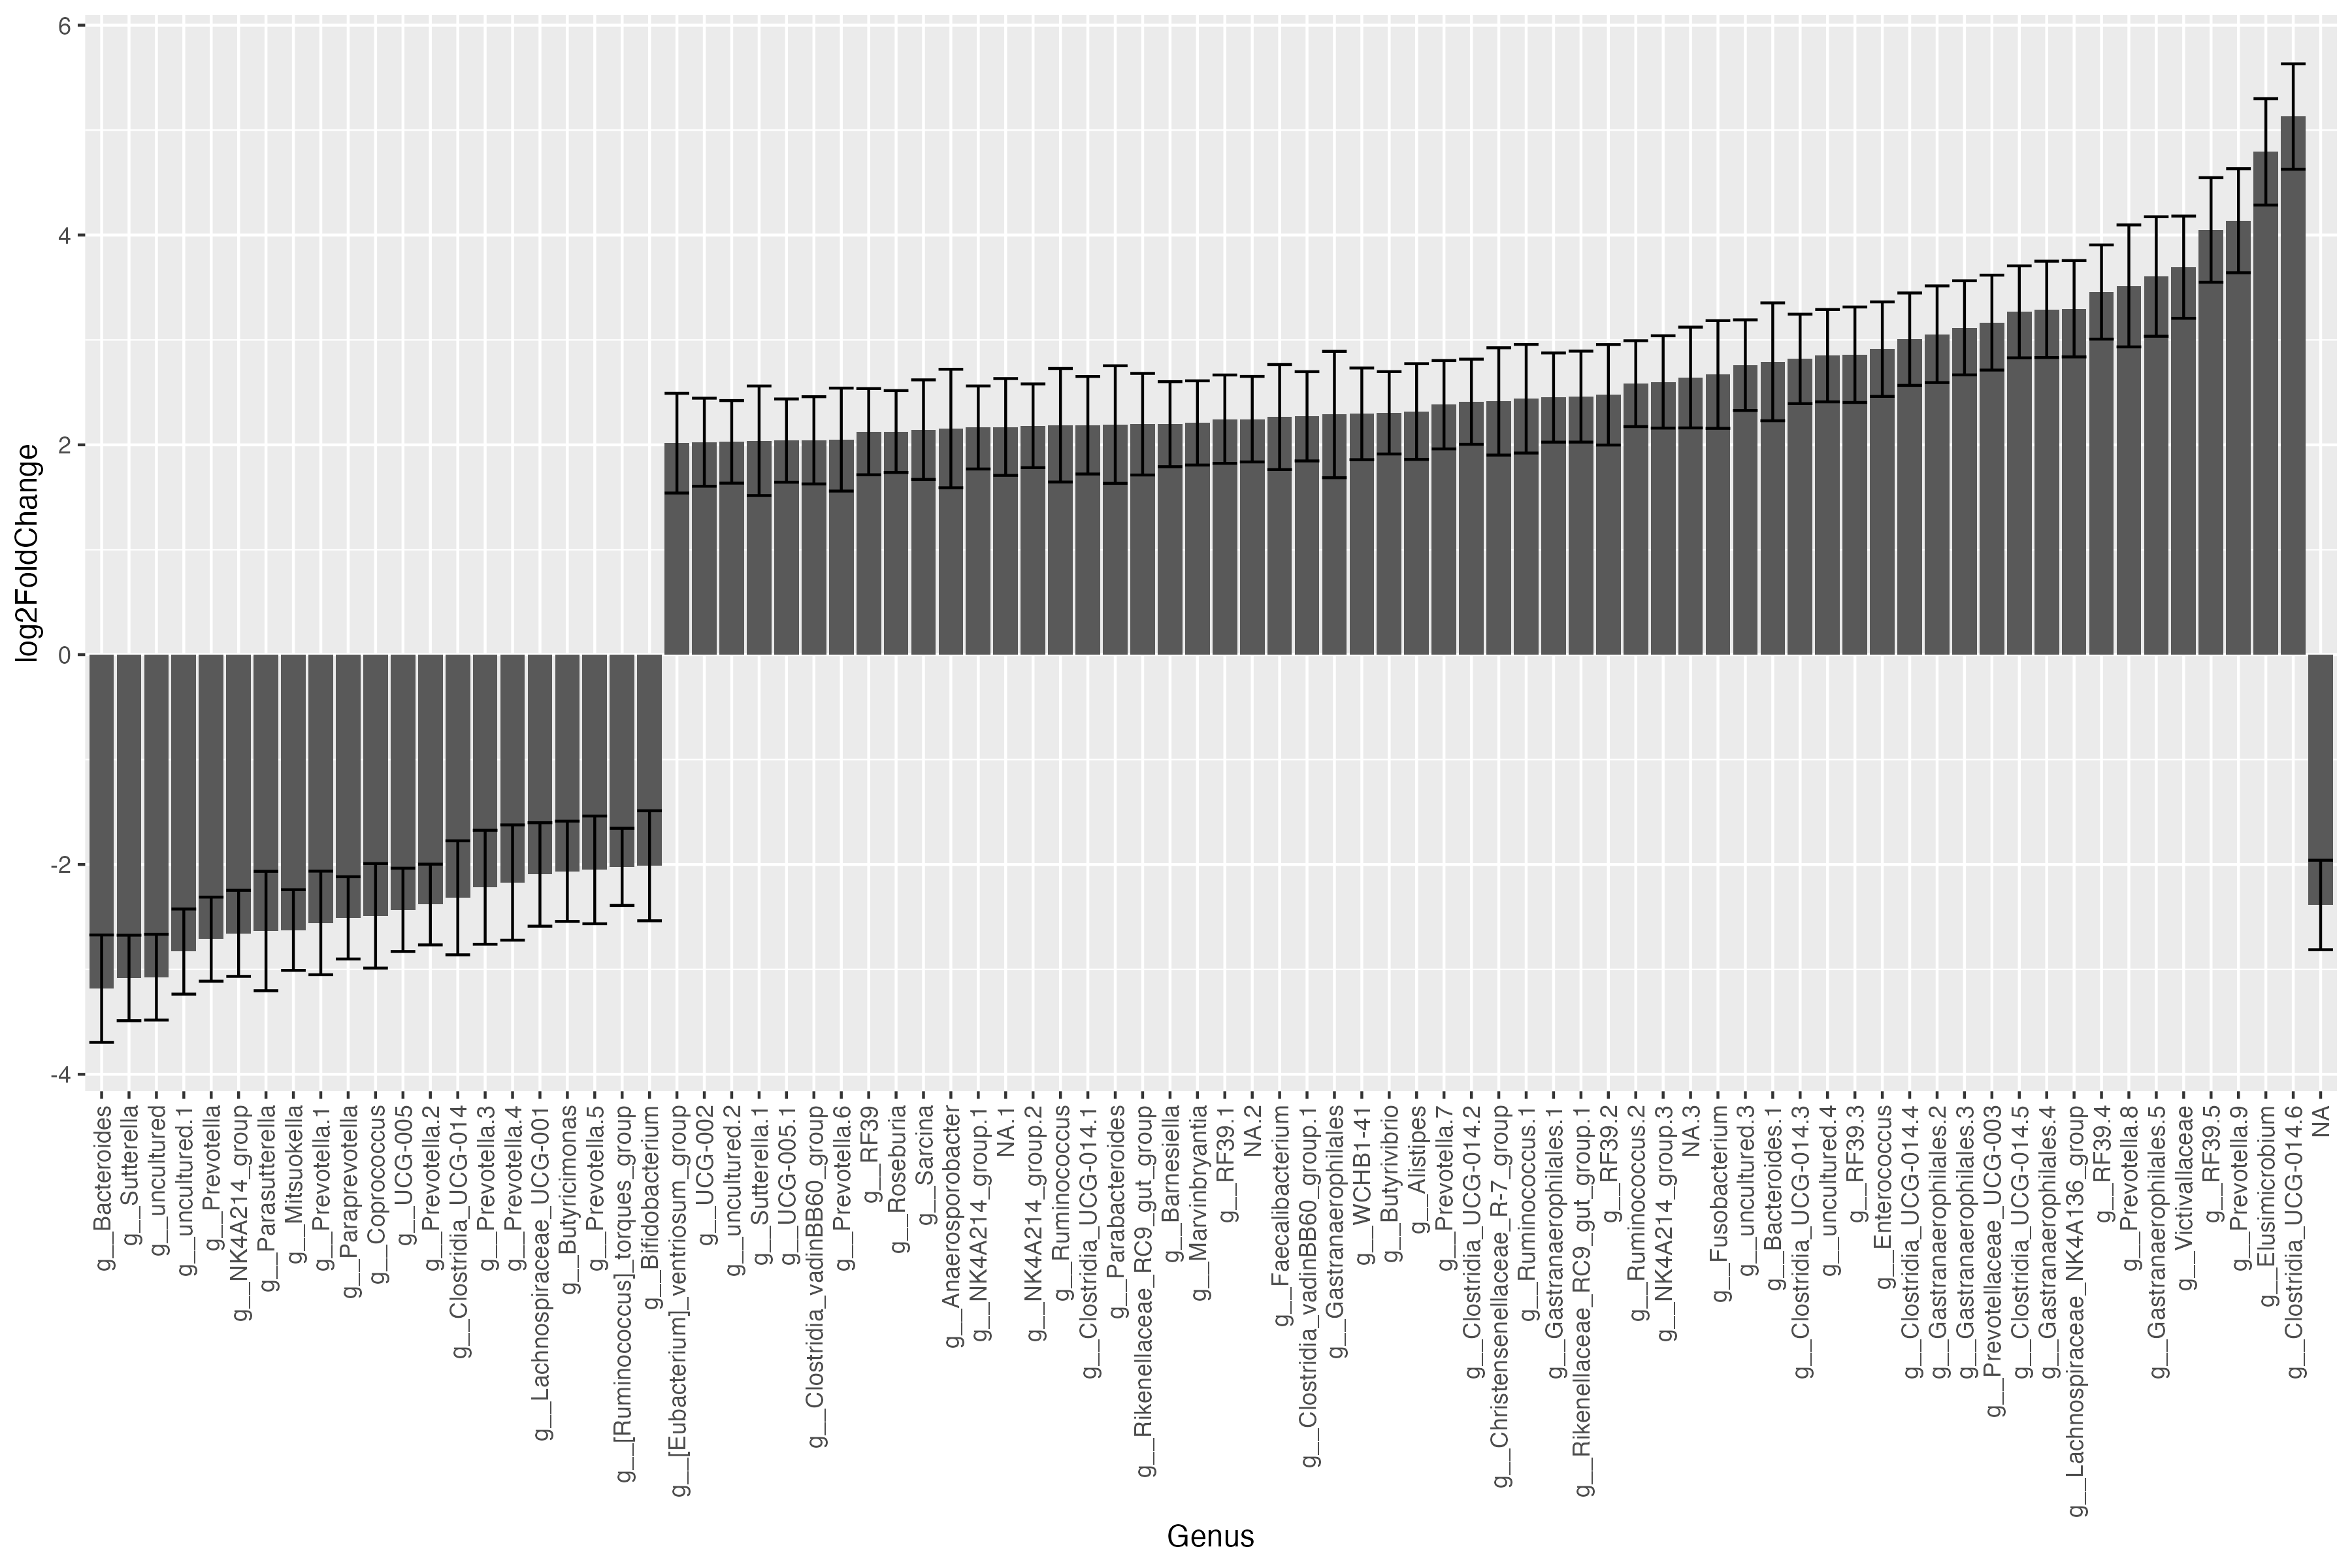 6
4
2
0
-2
-4
log2FoldChange
g__Bacteroides
g__Sutterella
g__uncultured
g__uncultured.1
g__Prevotella
g__NK4A214_group
g__Parasutterella
g__Mitsuokella
g__Prevotella.1
g__Paraprevotella
g__Coprococcus
g__UCG-005
g__Prevotella.2
g__Clostridia_UCG-014
g__Prevotella.3
g__Prevotella.4
g__Lachnospiraceae_UCG-001
g__Butyricimonas
g__Prevotella.5
g__[Ruminococcus]_torques_group
g__Bifidobacterium
g__[Eubacterium]_ventriosum_group
g__UCG-002
g__uncultured.2
g__Sutterella.1
g__UCG-005.1
g__Clostridia_vadinBB60_group
g__Prevotella.6
g__RF39
g__Roseburia
g__Sarcina
g__Anaerosporobacter
g__NK4A214_group.1
NA.1
g__NK4A214_group.2
g__Ruminococcus
g__Clostridia_UCG-014.1
g__Parabacteroides
g__Rikenellaceae_RC9_gut_group
g__Barnesiella
g__Marvinbryantia
g__RF39.1
NA.2
g__Faecalibacterium
g__Clostridia_vadinBB60_group.1
g__Gastranaerophilales
g__WCHB1-41
g__Butyrivibrio
g__Alistipes
g__Prevotella.7
g__Clostridia_UCG-014.2
g__Christensenellaceae_R-7_group
g__Ruminococcus.1
g__Gastranaerophilales.1
g__Rikenellaceae_RC9_gut_group.1
g__RF39.2
g__Ruminococcus.2
g__NK4A214_group.3
NA.3
g__Fusobacterium
g__uncultured.3
g__Bacteroides.1
g__Clostridia_UCG-014.3
g__uncultured.4
g__RF39.3
g__Enterococcus
g__Clostridia_UCG-014.4
g__Gastranaerophilales.2
g__Gastranaerophilales.3
g__Prevotellaceae_UCG-003
g__Clostridia_UCG-014.5
g__Gastranaerophilales.4
g__Lachnospiraceae_NK4A136_group
g__RF39.4
g__Prevotella.8
g__Gastranaerophilales.5
g__Victivallaceae
g__RF39.5
g__Prevotella.9
g__Elusimicrobium
g__Clostridia_UCG-014.6
NA
Genus